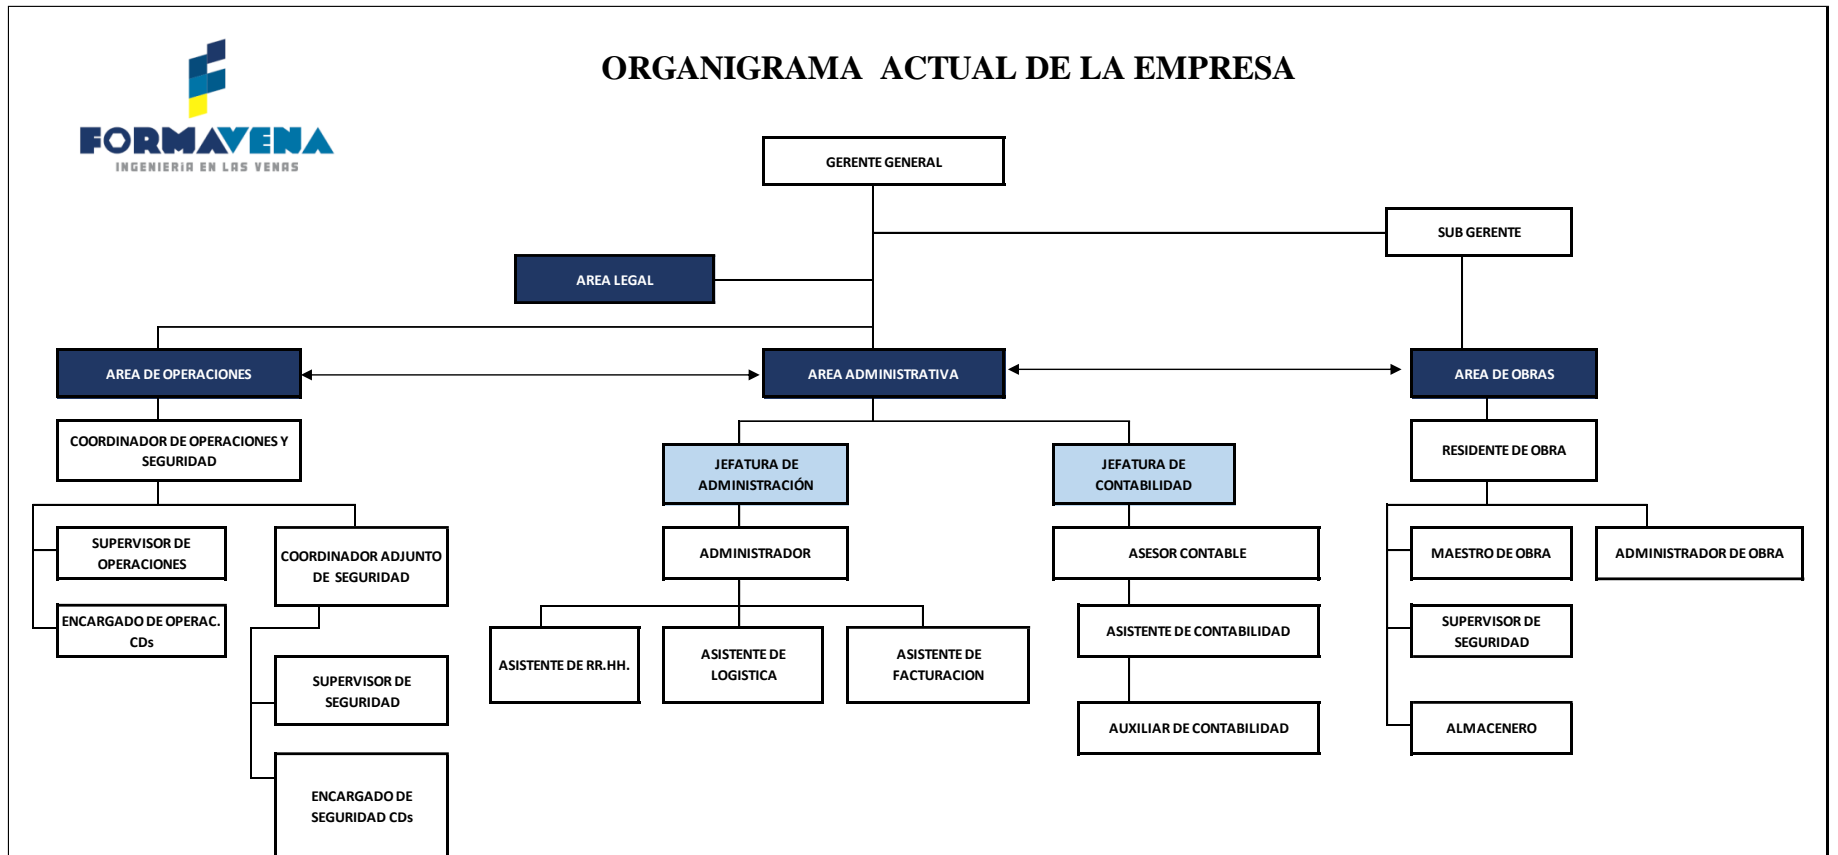 ORGANIGRAMA ACTUAL DE LA EMPRESA
FORMAVENA
INGENIERIA EN LAS VENAS
GERENTE GENERAL
SUB GERENTE
AREA LEGAL
AREA DE OPERACIONES
AREA ADMINISTRATIVA
AREA DE OBRAS
COORDINADOR DE OPERACIONES Y
SEGURIDAD
JEFATURA DE
ADMINISTRACIÓN
JEFATURA DE
CONTABILIDAD
RESIDENTE DE OBRA
SUPERVISOR DE
OPERACIONES
COORDINADOR ADJUNTO
DE SEGURIDAD
ADMINISTRADOR
ASESOR CONTABLE
MAESTRO DE OBRA
ADMINISTRADOR DE OBRA
ENCARGADO DE OPERAC.
CDs
ASISTENTE DE RR.HH.
ASISTENTE DE
LOGISTICA
ASISTENTE DE
FACTURACION
ASISTENTE DE CONTABILIDAD
SUPERVISOR DE
SEGURIDAD
SUPERVISOR DE
SEGURIDAD
AUXILIAR DE CONTABILIDAD
ALMACENERO
ENCARGADO DE
SEGURIDAD CDs